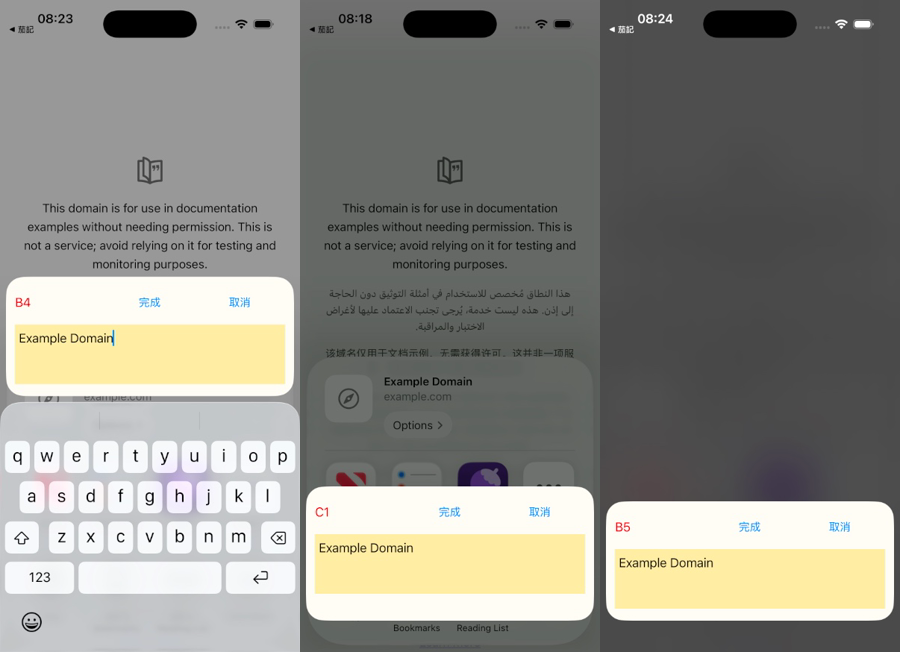 08:23
◀ 茄記
This domain is for use in documentation
examples without needing permission. This is
not a service; avoid relying on it for testing and
monitoring purposes.
B4
完成
取消
Example Domain
example.com
q w e r t y u i o p
a s d f g h j k l
z x c v b n m
123
08:18
◀ 茄記
This domain is for use in documentation
examples without needing permission. This is
not a service; avoid relying on it for testing and
monitoring purposes.
هذا النطاق مُخصص للاستخدام في أمثلة التوثيق دون الحاجة
إلى إذن. هذه ليست خدمة، يُرجى تجنب الاعتماد عليها لأغراض
الاختبار والمراقبة.
该域名仅用于文档示例，无需获得许可。这并非一项服
Example Domain
example.com
Options
C1
完成
取消
Example Domain
Bookmarks
Reading List
08:24
◀ 茄記
B5
完成
取消
Example Domain